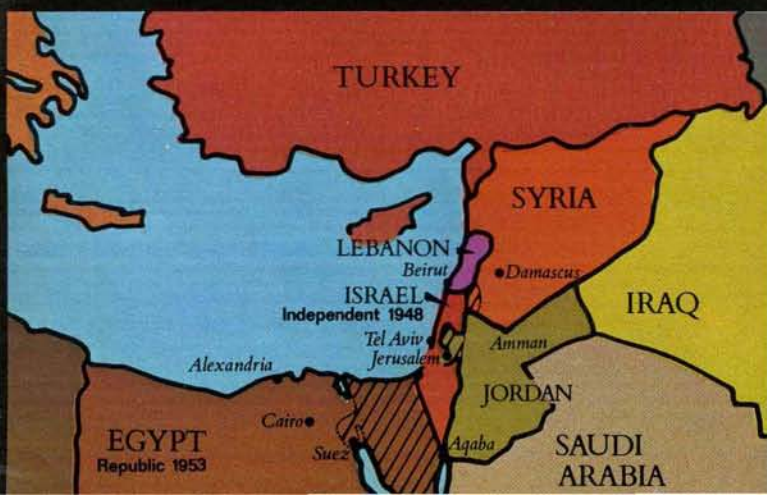 TURKEY
SYRIA
LEBANON
Beirut
Damascus
ISRAEL
Independent 1948
IRAQ
Tel Aviv
Amman
Jerusalem
Alexandria
JORDAN
Cairo
EGYPT
Republic 1953
Suez
Aqaba
SAUDI
ARABIA